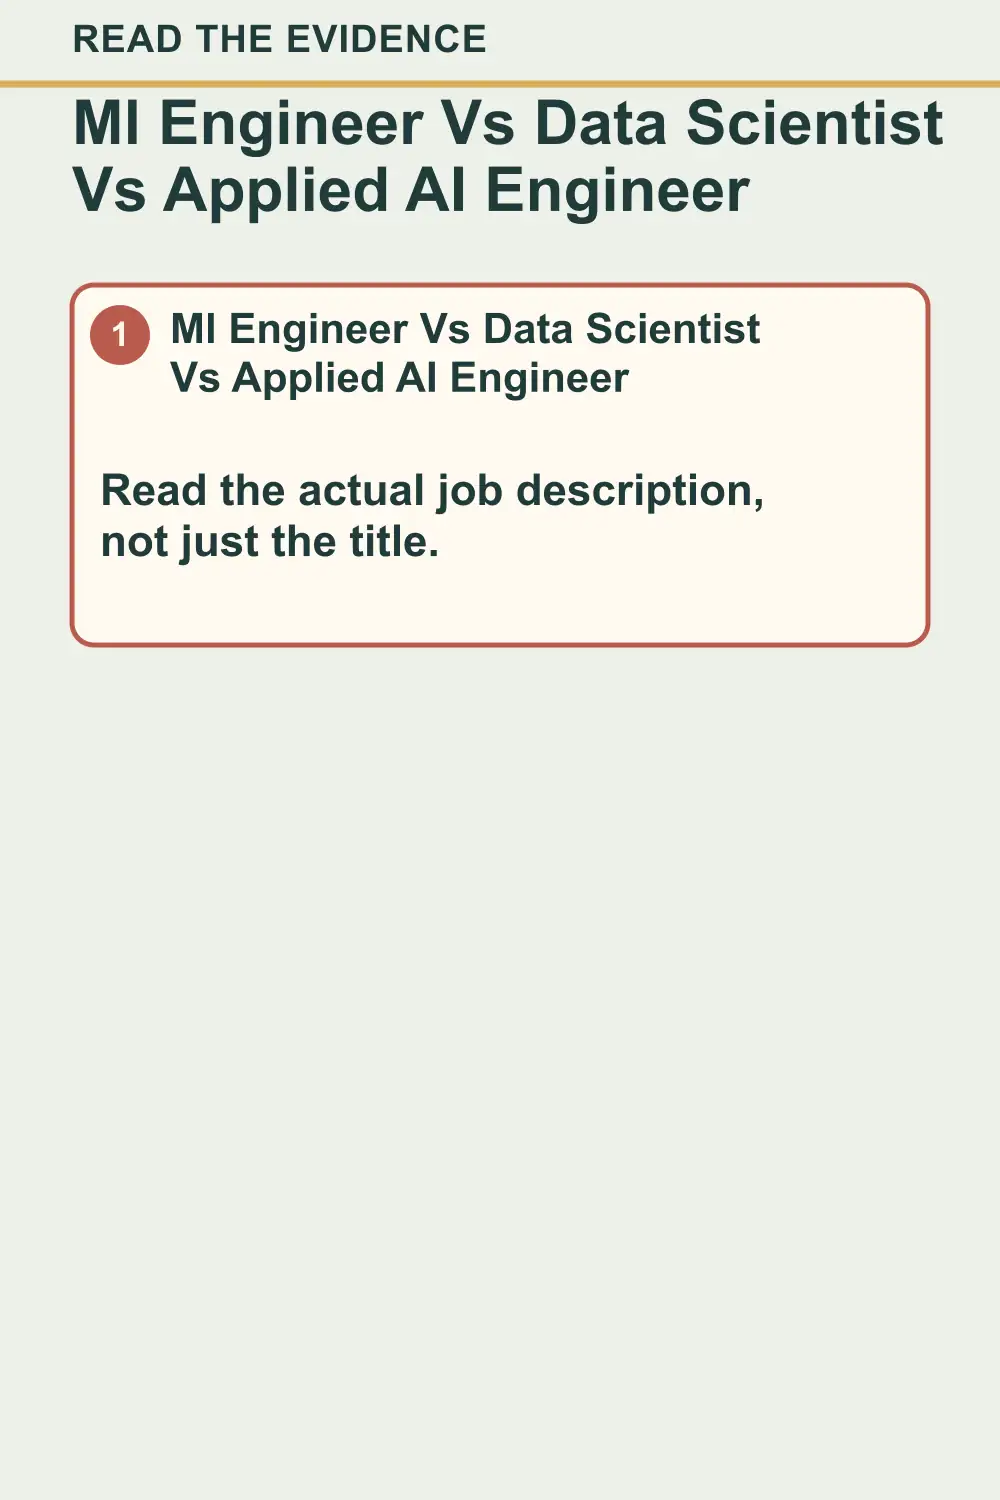 READ THE EVIDENCE
Ml Engineer Vs Data Scientist
Vs Applied AI Engineer
1
Ml Engineer Vs Data Scientist
Vs Applied AI Engineer
Read the actual job description,
not just the title.